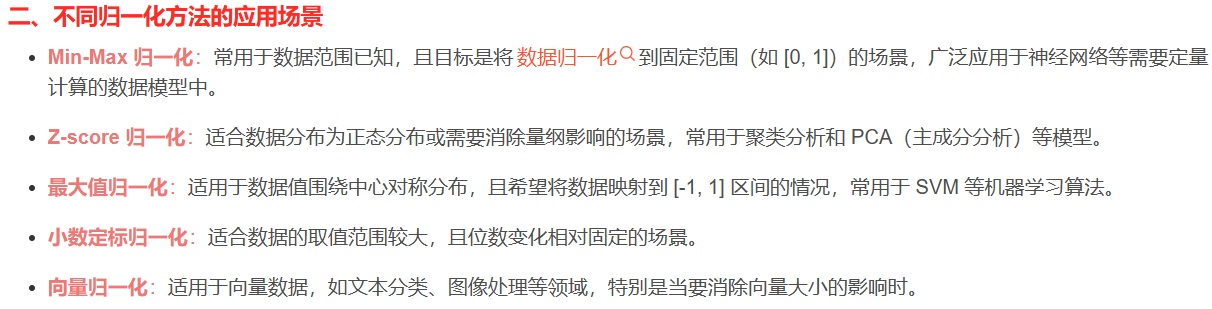 二、不同归一化方法的应用场景
• Min-Max 归一化：常用于数据范围已知，且目标是将 数据归一化 到固定范围（如 [0, 1]）的场景，广泛应用于神经网络等需要定量
计算的数据模型中。
• Z-score 归一化：适合数据分布为正态分布或需要消除量纲影响的场景，常用于聚类分析和 PCA（主成分分析）等模型。
• 最大值归一化：适用于数据值围绕中心对称分布，且希望将数据映射到 [-1, 1] 区间的情况，常用于 SVM 等机器学习算法。
• 小数定标归一化：适合数据的取值范围较大，且位数变化相对固定的场景。
• 向量归一化：适用于向量数据，如文本分类、图像处理等领域，特别是当要消除向量大小的影响时。